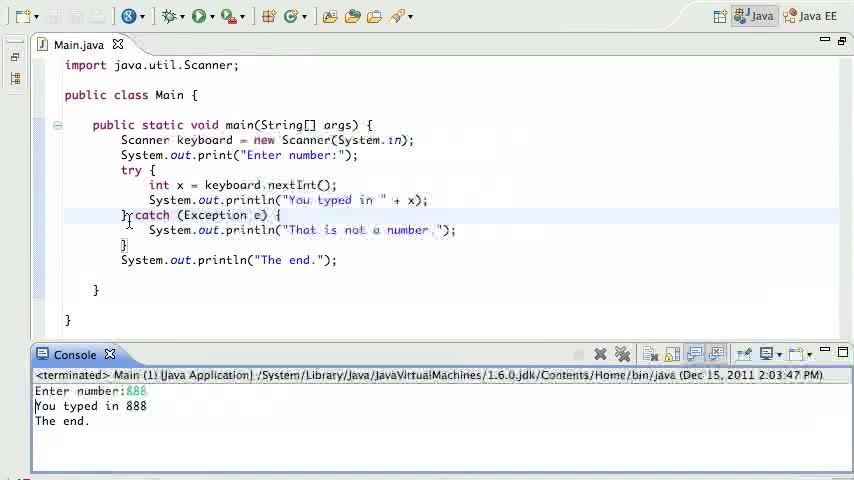 Java
Java EE
Main.java
import java.util.Scanner;
public class Main {
public static void main(String[] args) {
Scanner keyboard = new Scanner(System.in);
System.out.print("Enter number:");
try {
int x = keyboard.nextInt();
System.out.println("You typed in " + x);
} catch (Exception e) {
System.out.println("That is not a number.");
}
System.out.println("The end.");
}
}
Console
<terminated> Main (1) [Java Application] /System/Library/Java/JavaVirtualMachines/1.6.0.jdk/Contents/Home/bin/java (Dec 15, 2011 2:03:47 PM)
Enter number:888
You typed in 888
The end.